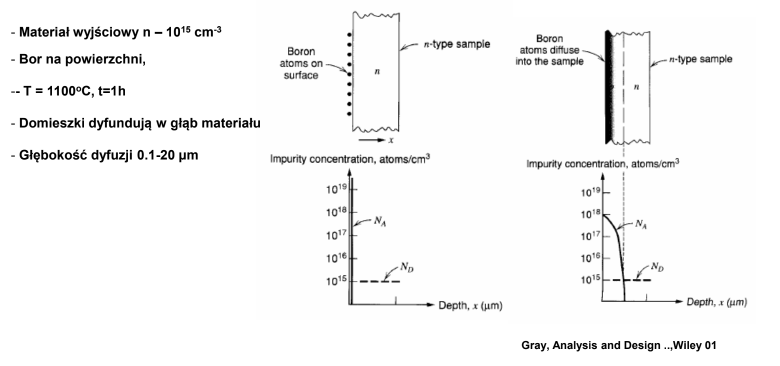 - Materiał wyjściowy n – 10¹⁵ cm⁻³
- Bor na powierzchni,
-- T = 1100ºC, t=1h
- Domieszki dyfundują w głąb materiału
- Głębokość dyfuzji 0.1-20 μm
Boron
atoms on
surface
n
n-type sample
x
Impurity concentration, atoms/cm³
10¹⁹
10¹⁸
10¹⁷
10¹⁶
10¹⁵
N_A
N_D
Depth, x (μm)
Boron
atoms diffuse
into the sample
n
n-type sample
Impurity concentration, atoms/cm³
10¹⁹
10¹⁸
10¹⁷
10¹⁶
10¹⁵
N_A
N_D
Depth, x (μm)
Gray, Analysis and Design ..,Wiley 01